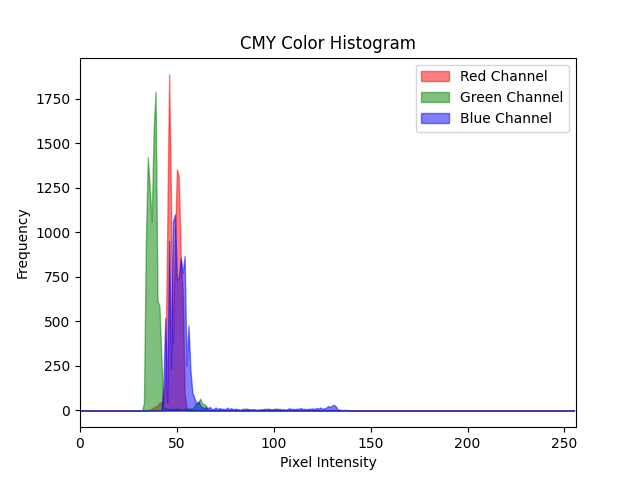 CMY Color Histogram
Red Channel
Green Channel
Blue Channel
Frequency
1750
1500
1250
1000
750
500
250
0
0 50 100 150 200 250
Pixel Intensity